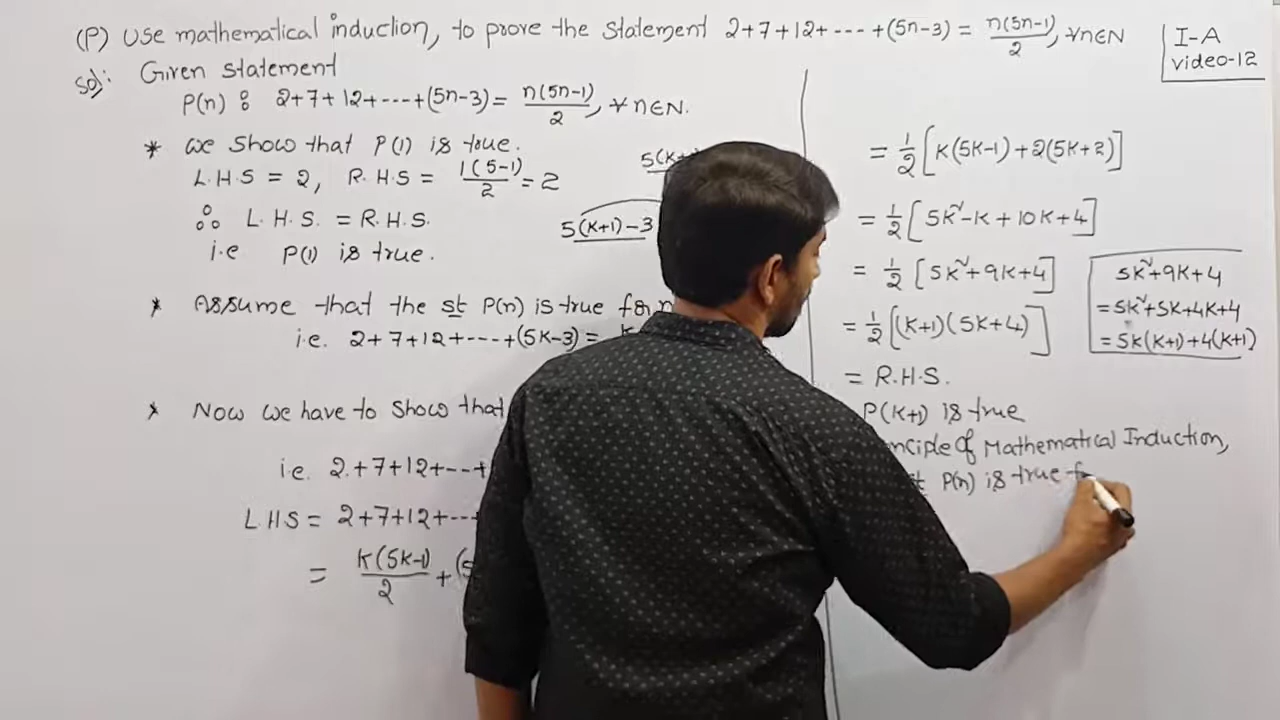 (P) Use mathematical induction, to prove the statement 2+7+12+----+(5n-3) = n(5n-1)/2, ∀n∈N
I-A
video-12
Sol: Given statement
P(n) : 2+7+12+----+(5n-3) = n(5n-1)/2, ∀ n∈N.
* We show that P(1) is true.
L.H.S = 2, R.H.S = 1(5-1)/2 = 2
∴ L.H.S. = R.H.S.
i.e P(1) is true.
5(K+
5(K+1)-3
* Assume that the st P(n) is true for n
i.e. 2+7+12+----+(5K-3) =
* Now we have to show that
i.e. 2+7+12+---+
LHS = 2+7+12+---
= K(5K-1)/2 + (5
= 1/2 [K(5K-1)+2(5K+2)]
= 1/2 [5K²-K+10K+4]
= 1/2 [5K²+9K+4]
= 1/2 [(K+1)(5K+4)]
= R.H.S.
P(K+1) is true
of Mathematical Induction,
st P(n) is true
5K²+9K+4
=5K²+5K+4K+4
=5K(K+1)+4(K+1)